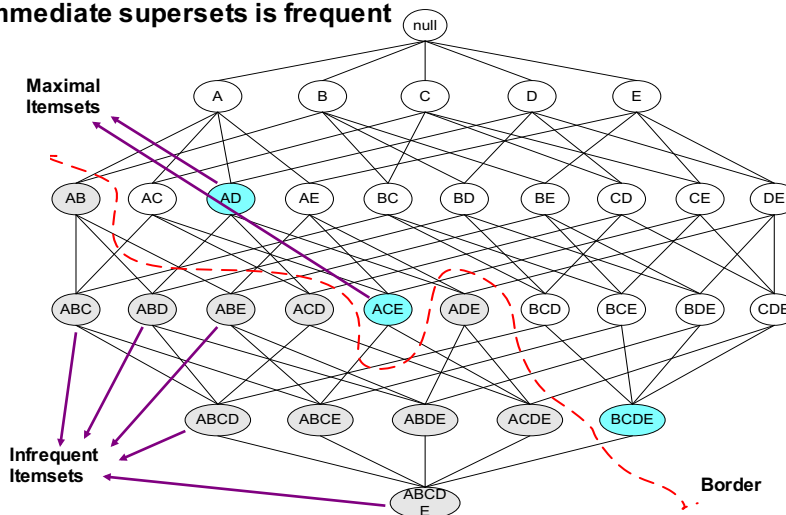 mmediate supersets is frequent
null
Maximal
Itemsets
A B C D E
AB AC AD AE BC BD BE CD CE DE
ABC ABD ABE ACD ACE ADE BCD BCE BDE CDE
ABCD ABCE ABDE ACDE BCDE
Infrequent
Itemsets
Border
ABCD
E